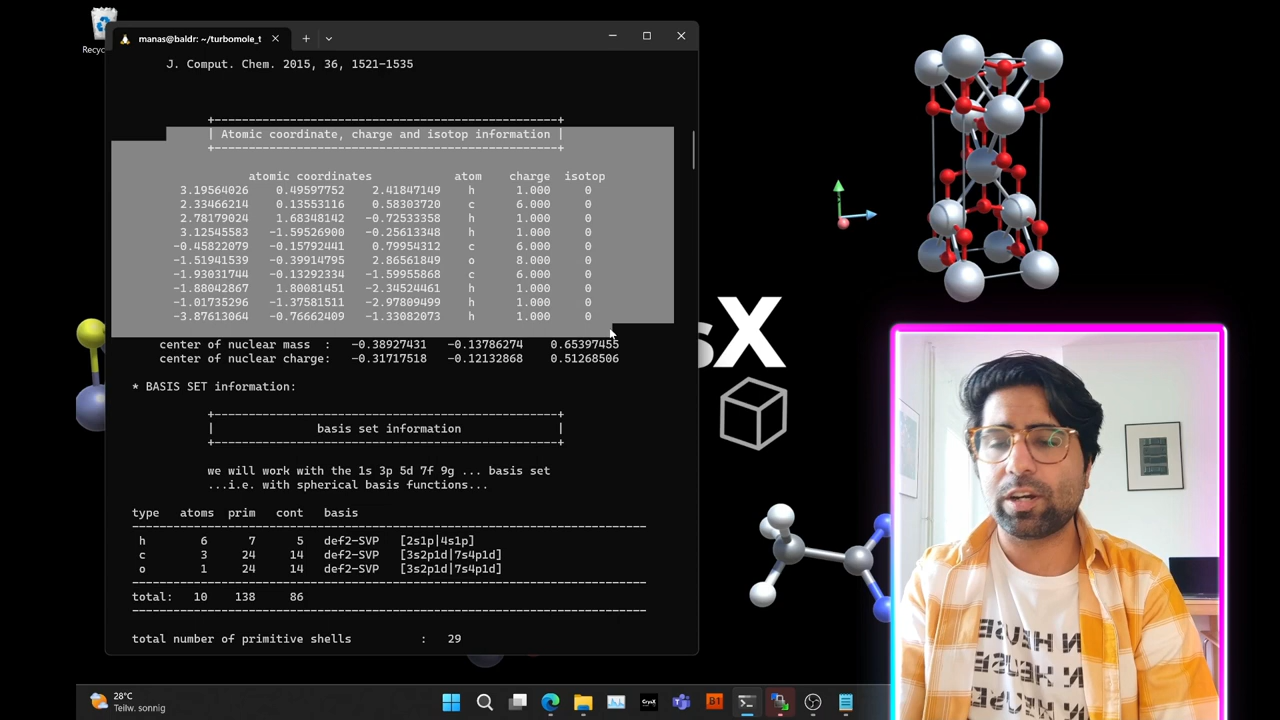 Recyc
manas@baldr: ~/turbomole_t
J. Comput. Chem. 2015, 36, 1521-1535
+--------------------------------------------------+
| Atomic coordinate, charge and isotop information |
+--------------------------------------------------+
atomic coordinates atom charge isotop
3.19564026 0.49597752 2.41847149 h 1.000 0
2.33466214 0.13553116 0.58303720 c 6.000 0
2.78179024 1.68348142 -0.72533358 h 1.000 0
3.12545583 -1.59526900 -0.25613348 h 1.000 0
-0.45822079 -0.15792441 0.79954312 c 6.000 0
-1.51941539 -0.39914795 2.86561849 o 8.000 0
-1.93031744 -0.13292334 -1.59955868 c 6.000 0
-1.88042867 1.80081451 -2.34524461 h 1.000 0
-1.01735296 -1.37581511 -2.97809499 h 1.000 0
-3.87613064 -0.76662409 -1.33082073 h 1.000 0
center of nuclear mass : -0.38927431 -0.13786274 0.65397455
center of nuclear charge: -0.31717518 -0.12132868 0.51268506
* BASIS SET information:
+--------------------------------------------------+
| basis set information |
+--------------------------------------------------+
we will work with the 1s 3p 5d 7f 9g ... basis set
...i.e. with spherical basis functions...
type atoms prim cont basis
---------------------------------------------------------------------------
h 6 7 5 def2-SVP [2s1p|4s1p]
c 3 24 14 def2-SVP [3s2p1d|7s4p1d]
o 1 24 14 def2-SVP [3s2p1d|7s4p1d]
---------------------------------------------------------------------------
total: 10 138 86
---------------------------------------------------------------------------
total number of primitive shells : 29
sX
28°C
Teilw. sonnig
CrysX
B1